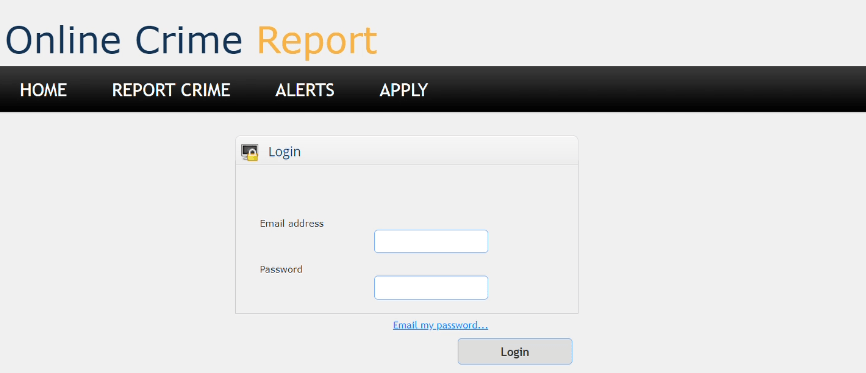 Online Crime Report
HOME REPORT CRIME ALERTS APPLY
Login
Email address
Password
Email my password...
Login